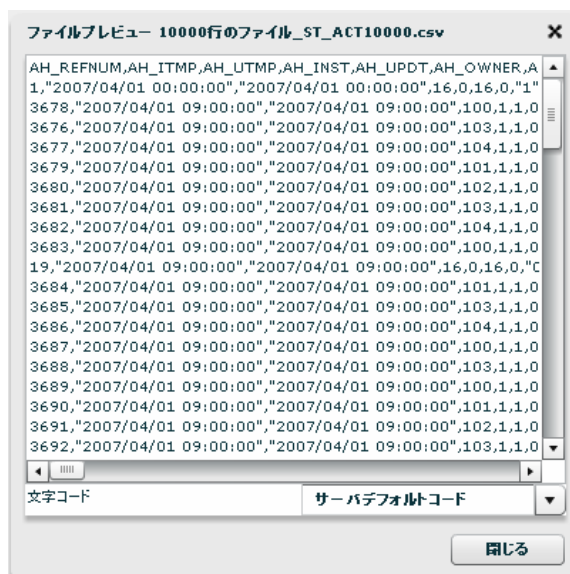 ファイルプレビュー 10000行のファイル_ST_ACT10000.csv
AH_REFNUM,AH_ITMP,AH_UTMP,AH_INST,AH_UPDT,AH_OWNER,A
1,"2007/04/01 00:00:00","2007/04/01 00:00:00",16,0,16,0,"1"
3678,"2007/04/01 09:00:00","2007/04/01 09:00:00",100,1,1,0
3676,"2007/04/01 09:00:00","2007/04/01 09:00:00",103,1,1,0
3677,"2007/04/01 09:00:00","2007/04/01 09:00:00",104,1,1,0
3679,"2007/04/01 09:00:00","2007/04/01 09:00:00",101,1,1,0
3680,"2007/04/01 09:00:00","2007/04/01 09:00:00",102,1,1,0
3681,"2007/04/01 09:00:00","2007/04/01 09:00:00",103,1,1,0
3682,"2007/04/01 09:00:00","2007/04/01 09:00:00",104,1,1,0
3683,"2007/04/01 09:00:00","2007/04/01 09:00:00",100,1,1,0
19,"2007/04/01 09:00:00","2007/04/01 09:00:00",16,0,16,0,"0
3684,"2007/04/01 09:00:00","2007/04/01 09:00:00",101,1,1,0
3685,"2007/04/01 09:00:00","2007/04/01 09:00:00",103,1,1,0
3686,"2007/04/01 09:00:00","2007/04/01 09:00:00",104,1,1,0
3687,"2007/04/01 09:00:00","2007/04/01 09:00:00",100,1,1,0
3688,"2007/04/01 09:00:00","2007/04/01 09:00:00",103,1,1,0
3689,"2007/04/01 09:00:00","2007/04/01 09:00:00",100,1,1,0
3690,"2007/04/01 09:00:00","2007/04/01 09:00:00",101,1,1,0
3691,"2007/04/01 09:00:00","2007/04/01 09:00:00",102,1,1,0
3692,"2007/04/01 09:00:00","2007/04/01 09:00:00",103,1,1,0
文字コード サーバデフォルトコード
閉じる